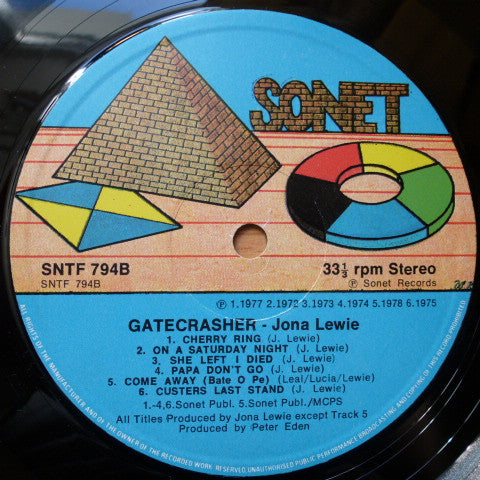 SONET
SNTF 794B
SNTF 794B
33⅓ rpm Stereo
℗ Sonet Records
℗ 1.1977 2.1972 3.1973 4.1974 5.1978 6.1975
GATECRASHER - Jona Lewie
1. CHERRY RING (J. Lewie)
2. ON A SATURDAY NIGHT (J. Lewie)
3. SHE LEFT I DIED (J. Lewie)
4. PAPA DON'T GO (J. Lewie)
5. COME AWAY (Bate O Pe) (Leal/Lucia/Lewie)
6. CUSTERS LAST STAND (J. Lewie)
1.-4,6.Sonet Publ. 5.Sonet Publ./MCPS
All Titles Produced by Jona Lewie except Track 5
Produced by Peter Eden
ALL RIGHTS OF THE MANUFACTURER AND OF THE OWNER OF THE RECORDED WORK RESERVED UNAUTHORISED PUBLIC PERFORMANCE BROADCASTING AND COPYING OF THIS RECORD PROHIBITED